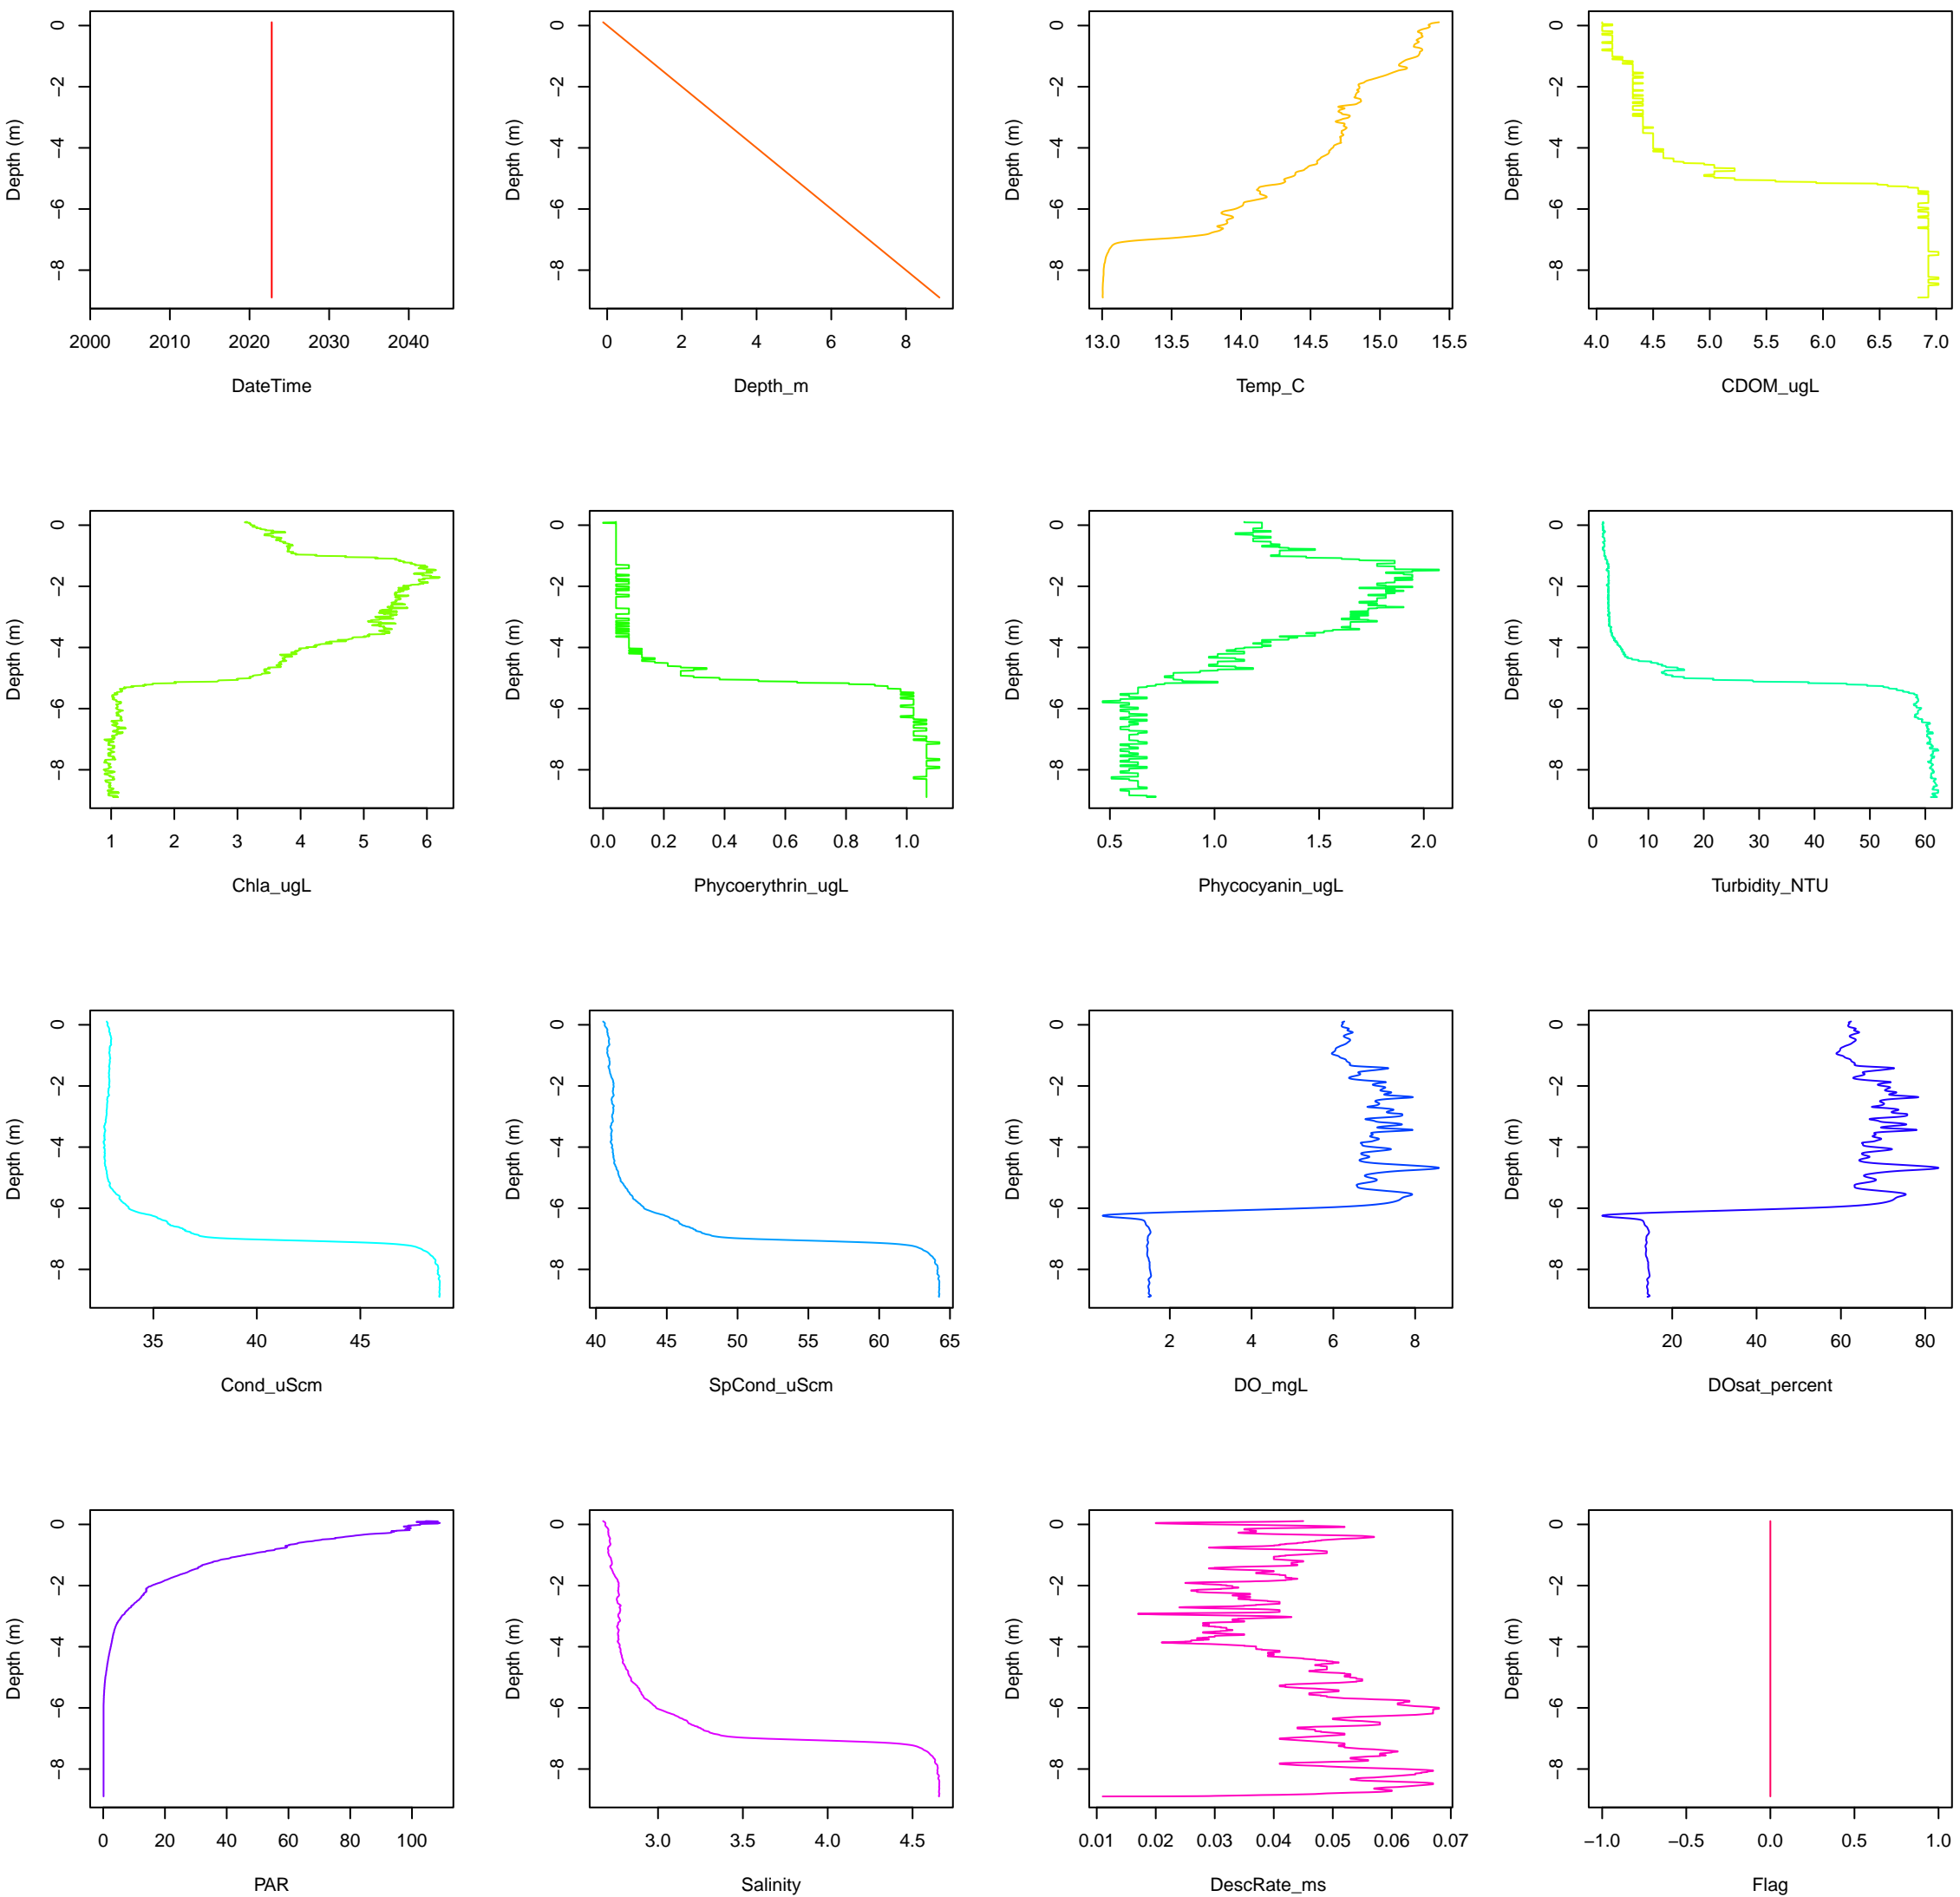 Depth (m)
0
−2
−4
−6
−8
2000 2010 2020 2030 2040
DateTime
Depth (m)
0
−2
−4
−6
−8
0 2 4 6 8
Depth_m
Depth (m)
0
−2
−4
−6
−8
13.0 13.5 14.0 14.5 15.0 15.5
Temp_C
Depth (m)
0
−2
−4
−6
−8
4.0 4.5 5.0 5.5 6.0 6.5 7.0
CDOM_ugL
Depth (m)
0
−2
−4
−6
−8
1 2 3 4 5 6
Chla_ugL
Depth (m)
0
−2
−4
−6
−8
0.0 0.2 0.4 0.6 0.8 1.0
Phycoerythrin_ugL
Depth (m)
0
−2
−4
−6
−8
0.5 1.0 1.5 2.0
Phycocyanin_ugL
Depth (m)
0
−2
−4
−6
−8
0 10 20 30 40 50 60
Turbidity_NTU
Depth (m)
0
−2
−4
−6
−8
35 40 45
Cond_uScm
Depth (m)
0
−2
−4
−6
−8
40 45 50 55 60 65
SpCond_uScm
Depth (m)
0
−2
−4
−6
−8
2 4 6 8
DO_mgL
Depth (m)
0
−2
−4
−6
−8
20 40 60 80
DOsat_percent
Depth (m)
0
−2
−4
−6
−8
0 20 40 60 80 100
PAR
Depth (m)
0
−2
−4
−6
−8
3.0 3.5 4.0 4.5
Salinity
Depth (m)
0
−2
−4
−6
−8
0.01 0.02 0.03 0.04 0.05 0.06 0.07
DescRate_ms
Depth (m)
0
−2
−4
−6
−8
−1.0 −0.5 0.0 0.5 1.0
Flag